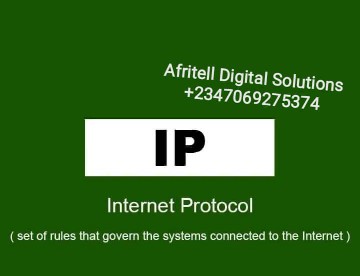 Afritell Digital Solutions
+2347069275374
IP
Internet Protocol
( set of rules that govern the systems connected to the Internet )